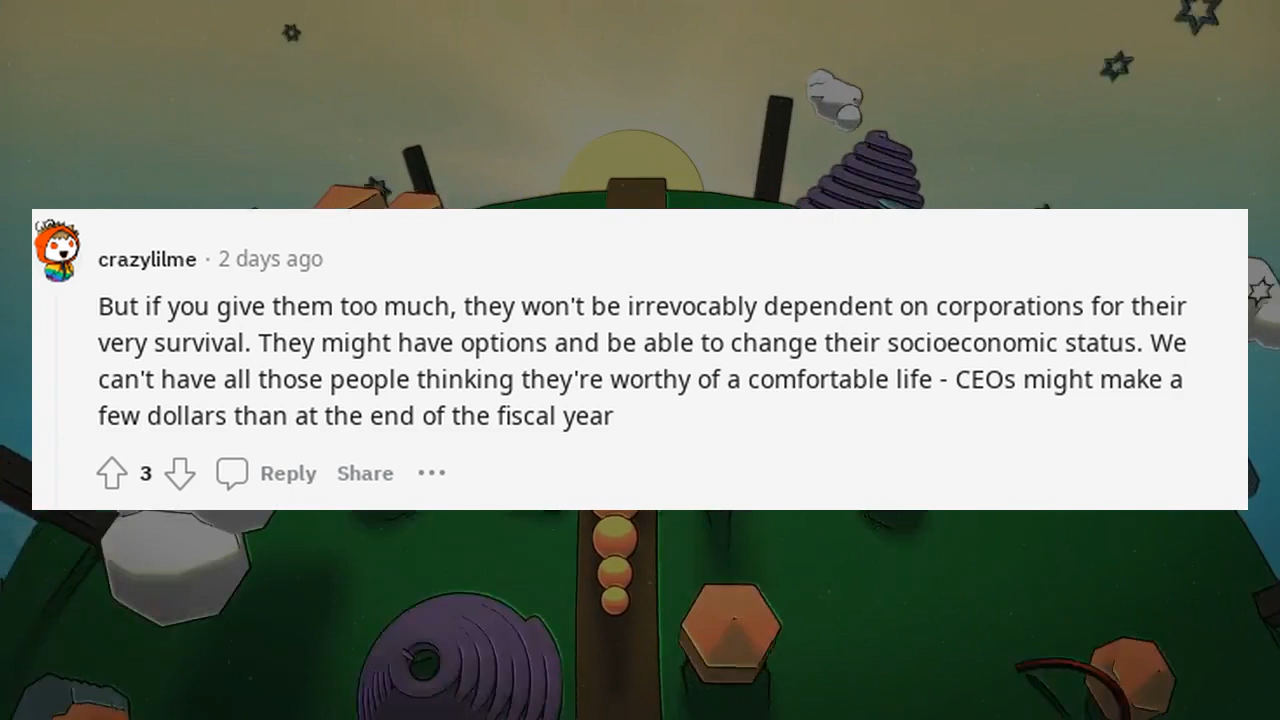 crazylilme · 2 days ago
But if you give them too much, they won't be irrevocably dependent on corporations for their
very survival. They might have options and be able to change their socioeconomic status. We
can't have all those people thinking they're worthy of a comfortable life - CEOs might make a
few dollars than at the end of the fiscal year
3 Reply Share •••